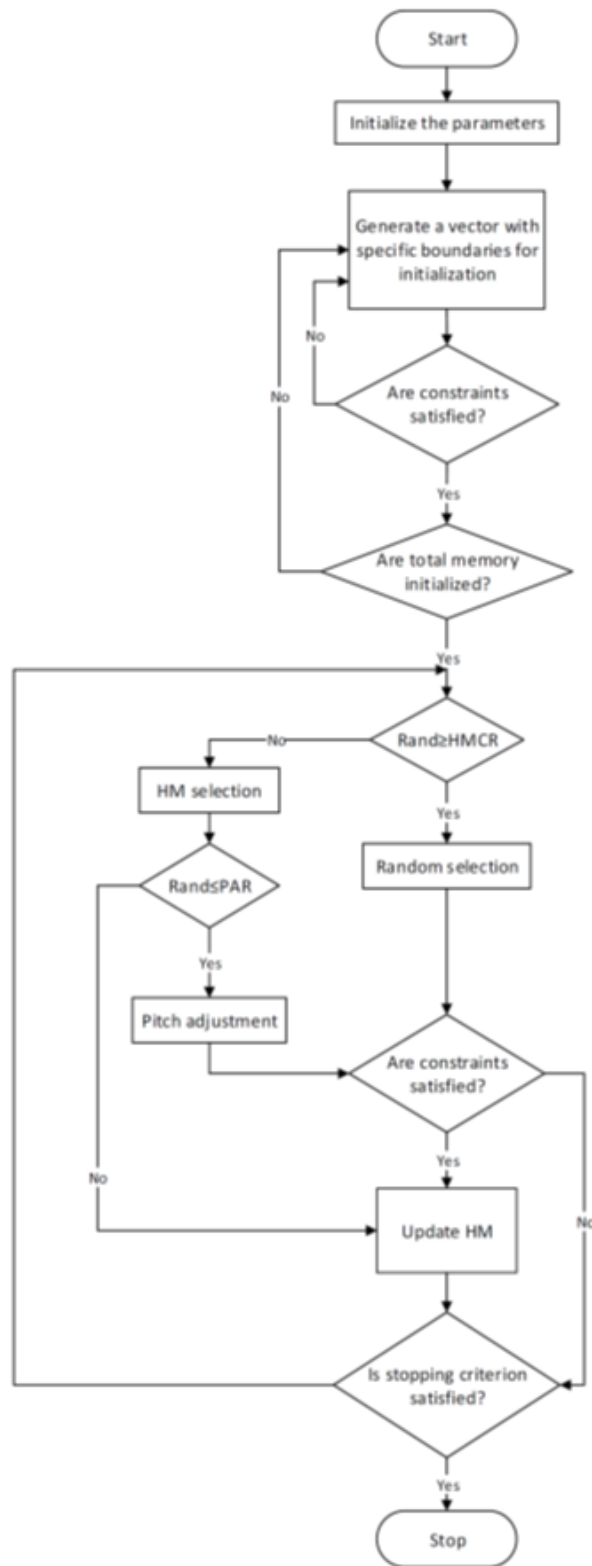 Start
Initialize the parameters
Generate a vector with
specific boundaries for
initialization
No
Are constraints
satisfied?
No
Yes
Are total memory
initialized?
Yes
Rand≥HMCR
No
HM selection
Yes
Random selection
Rand≤PAR
Yes
Pitch adjustment
Are constraints
satisfied?
Yes
No
Update HM
No
Is stopping criterion
satisfied?
Yes
Stop